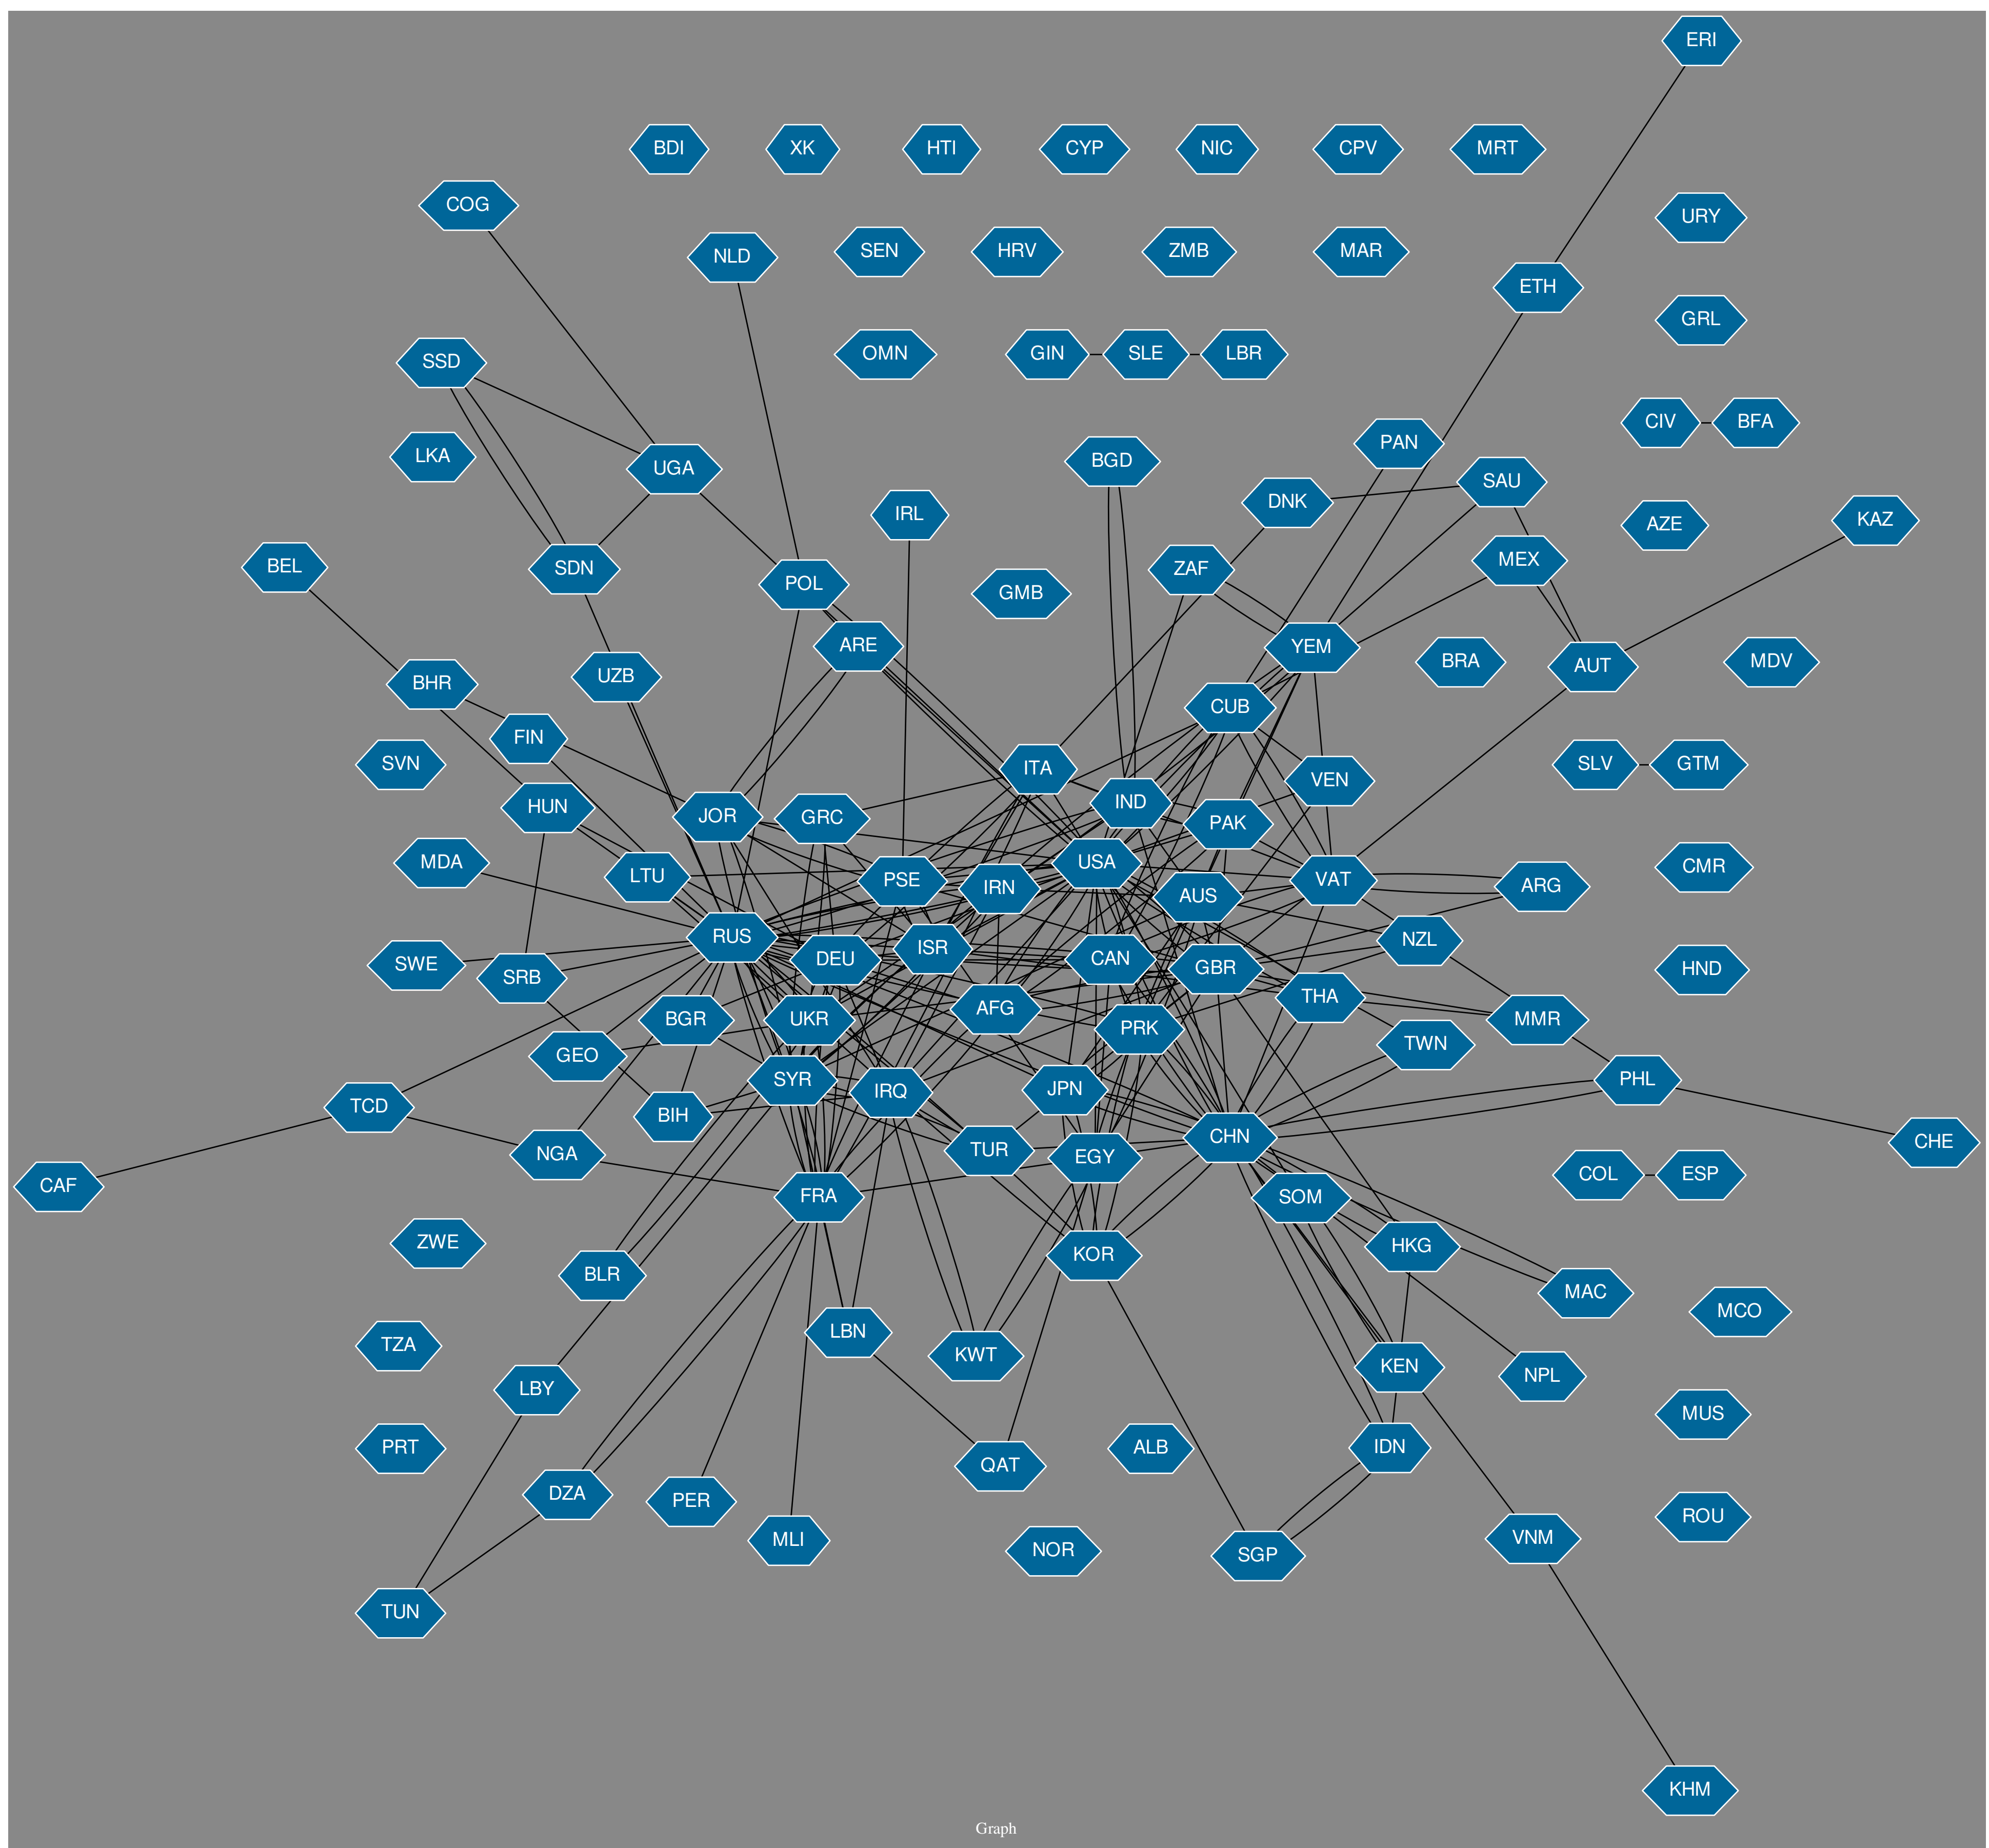 ERI
BDI
XK
HTI
CYP
NIC
CPV
MRT
COG
URY
NLD
SEN
HRV
ZMB
MAR
ETH
GRL
SSD
OMN
GIN
SLE
LBR
CIV
BFA
PAN
LKA
UGA
BGD
SAU
DNK
IRL
AZE
KAZ
BEL
SDN
POL
GMB
ZAF
MEX
ARE
YEM
BRA
AUT
MDV
BHR
UZB
CUB
FIN
SVN
ITA
VEN
SLV
GTM
HUN
JOR
GRC
IND
PAK
MDA
LTU
PSE
IRN
USA
AUS
VAT
ARG
CMR
SWE
SRB
RUS
DEU
ISR
CAN
GBR
NZL
HND
THA
BGR
UKR
AFG
PRK
MMR
GEO
TWN
TCD
BIH
SYR
IRQ
JPN
PHL
CAF
NGA
TUR
EGY
CHN
CHE
FRA
SOM
COL
ESP
ZWE
BLR
KOR
HKG
MAC
MCO
TZA
LBN
KWT
KEN
NPL
LBY
MUS
PRT
DZA
PER
QAT
ALB
IDN
MLI
NOR
SGP
VNM
ROU
TUN
KHM
Graph